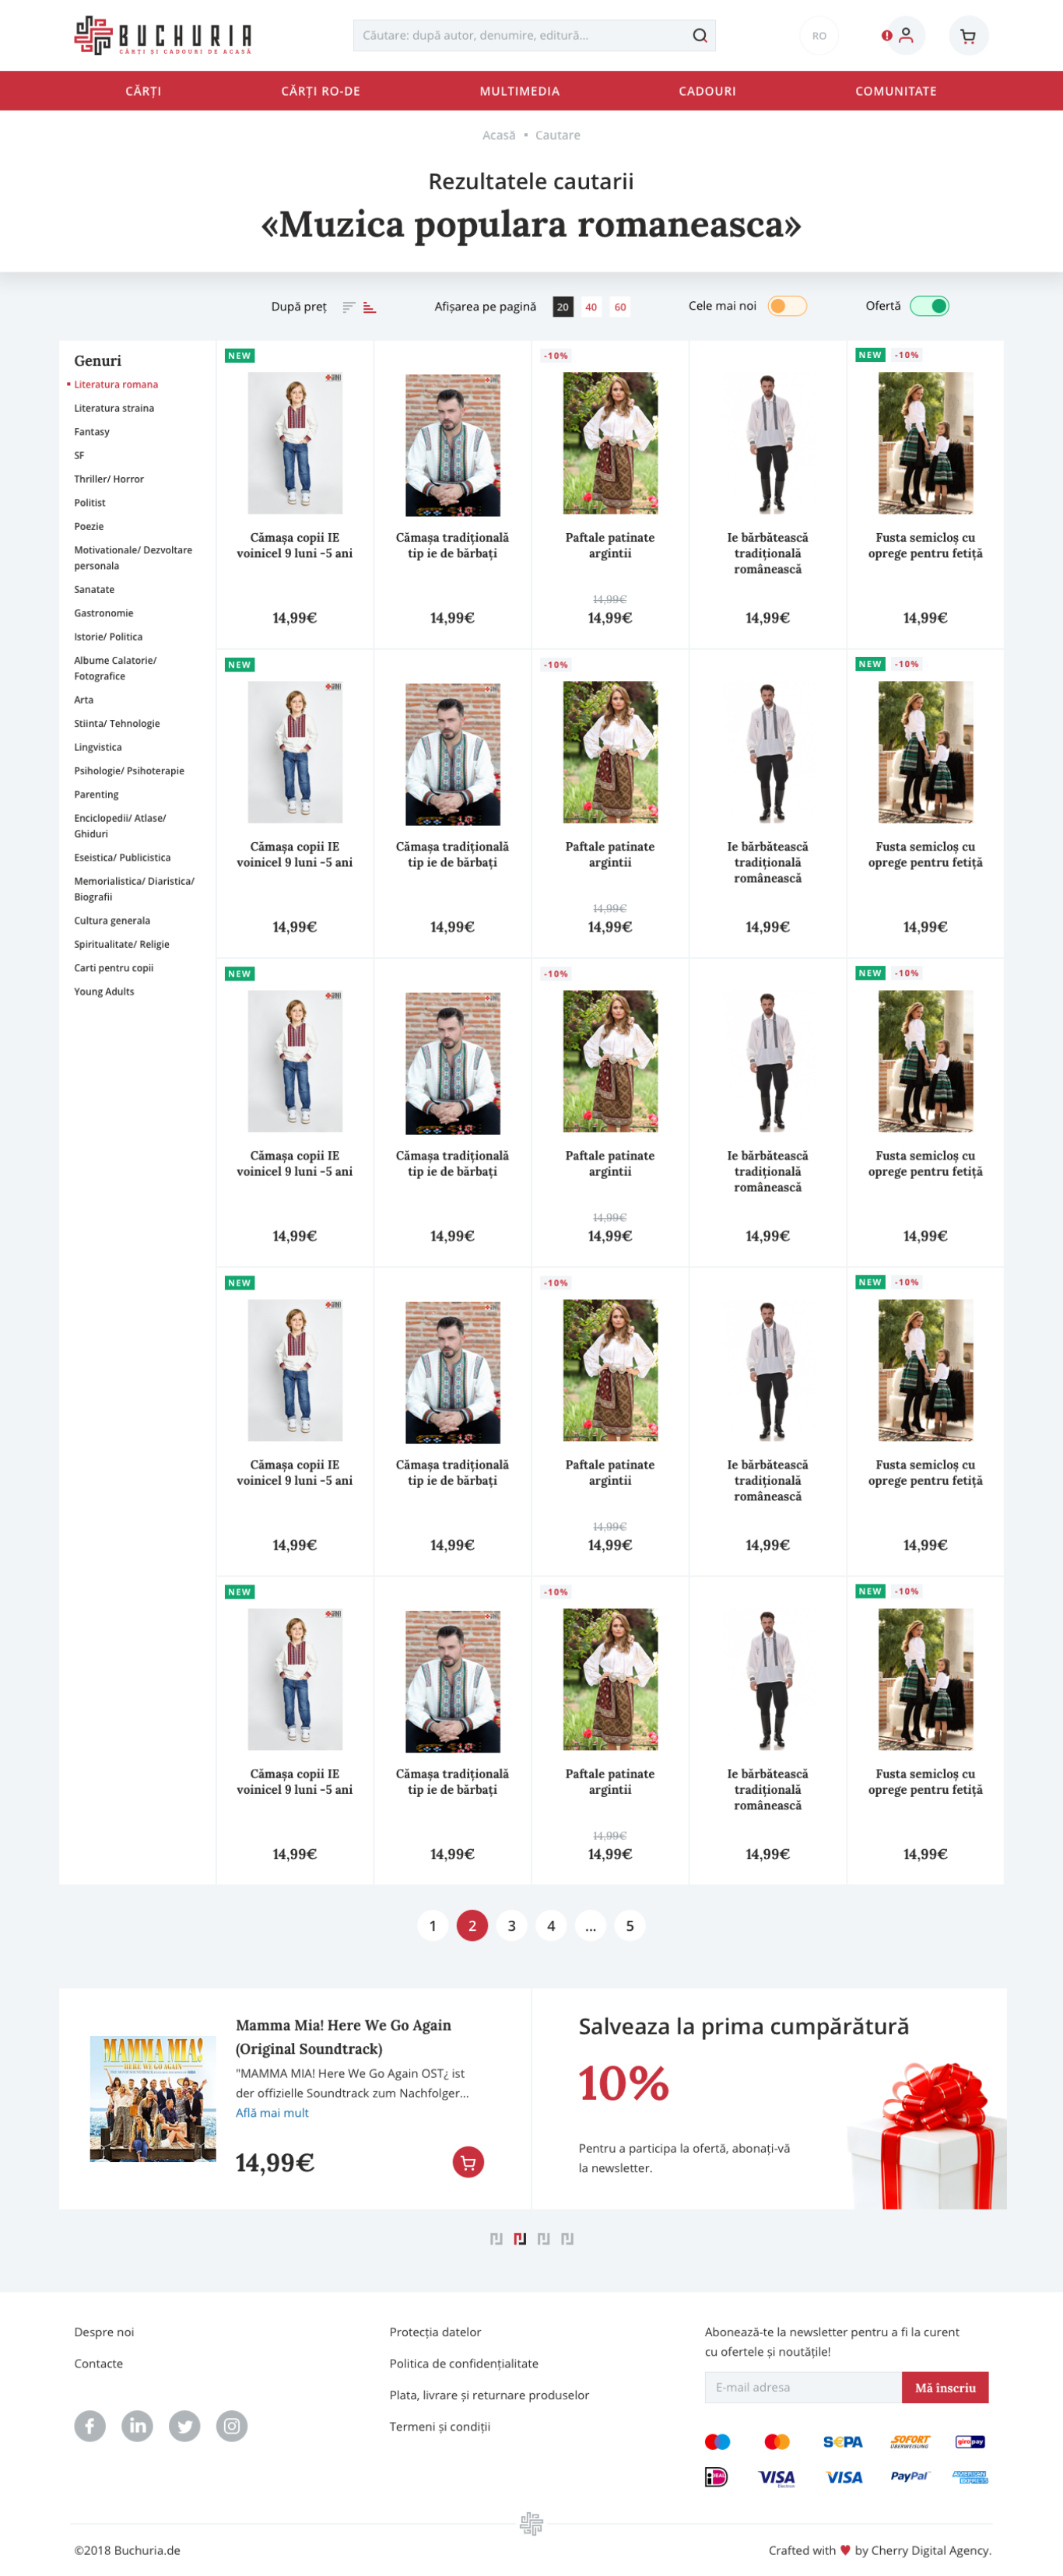 BUCHURIA
CĂRȚI SI CADOURI DE ACASĂ
Căutare: după autor, denumire, editură...
RO
CĂRȚI
CĂRȚI RO-DE
MULTIMEDIA
CADOURI
COMUNITATE
Acasă • Cautare
Rezultatele cautarii
«Muzica populara romaneasca»
După preț
Afișarea pe pagină
20
40
60
Cele mai noi
Ofertă
Genuri
Literatura romana
Literatura straina
Fantasy
SF
Thriller/ Horror
Politist
Poezie
Motivationale/ Dezvoltare
personala
Sanatate
Gastronomie
Istorie/ Politica
Albume Calatorie/
Fotografice
Arta
Stiinta/ Tehnologie
Lingvistica
Psihologie/ Psihoterapie
Parenting
Enciclopedii/ Atlase/
Ghiduri
Eseistica/ Publicistica
Memorialistica/ Diaristica/
Biografii
Cultura generala
Spiritualitate/ Religie
Carti pentru copii
Young Adults
NEW
Cămașa copii IE
voinicel 9 luni -5 ani
14,99€
Cămașa tradițională
tip ie de bărbați
14,99€
-10%
Paftale patinate
argintii
14,99€
14,99€
Ie bărbătească
tradițională
românească
14,99€
NEW
-10%
Fusta semicloș cu
oprege pentru fetiță
14,99€
NEW
Cămașa copii IE
voinicel 9 luni -5 ani
14,99€
Cămașa tradițională
tip ie de bărbați
14,99€
-10%
Paftale patinate
argintii
14,99€
14,99€
Ie bărbătească
tradițională
românească
14,99€
NEW
-10%
Fusta semicloș cu
oprege pentru fetiță
14,99€
NEW
Cămașa copii IE
voinicel 9 luni -5 ani
14,99€
Cămașa tradițională
tip ie de bărbați
14,99€
-10%
Paftale patinate
argintii
14,99€
14,99€
Ie bărbătească
tradițională
românească
14,99€
NEW
-10%
Fusta semicloș cu
oprege pentru fetiță
14,99€
NEW
Cămașa copii IE
voinicel 9 luni -5 ani
14,99€
Cămașa tradițională
tip ie de bărbați
14,99€
-10%
Paftale patinate
argintii
14,99€
14,99€
Ie bărbătească
tradițională
românească
14,99€
NEW
-10%
Fusta semicloș cu
oprege pentru fetiță
14,99€
NEW
Cămașa copii IE
voinicel 9 luni -5 ani
14,99€
Cămașa tradițională
tip ie de bărbați
14,99€
-10%
Paftale patinate
argintii
14,99€
14,99€
Ie bărbătească
tradițională
românească
14,99€
NEW
-10%
Fusta semicloș cu
oprege pentru fetiță
14,99€
1
2
3
4
...
5
MAMMA MIA!
HERE WE GO AGAIN
Mamma Mia! Here We Go Again
(Original Soundtrack)
"MAMMA MIA! Here We Go Again OST¿ ist
der offizielle Soundtrack zum Nachfolger...
Află mai mult
14,99€
Salveaza la prima cumpărătură
10%
Pentru a participa la ofertă, abonați-vă
la newsletter.
Despre noi
Contacte
Protecția datelor
Politica de confidențialitate
Plata, livrare și returnare produselor
Termeni și condiții
Abonează-te la newsletter pentru a fi la curent
cu ofertele și noutățile!
E-mail adresa
Mă înscriu
S€PA
SOFORT
ÜBERWEISUNG
giropay
iDEAL
VISA
Electron
VISA
PayPal
AMERICAN
EXPRESS
©2018 Buchuria.de
Crafted with ♥ by Cherry Digital Agency.